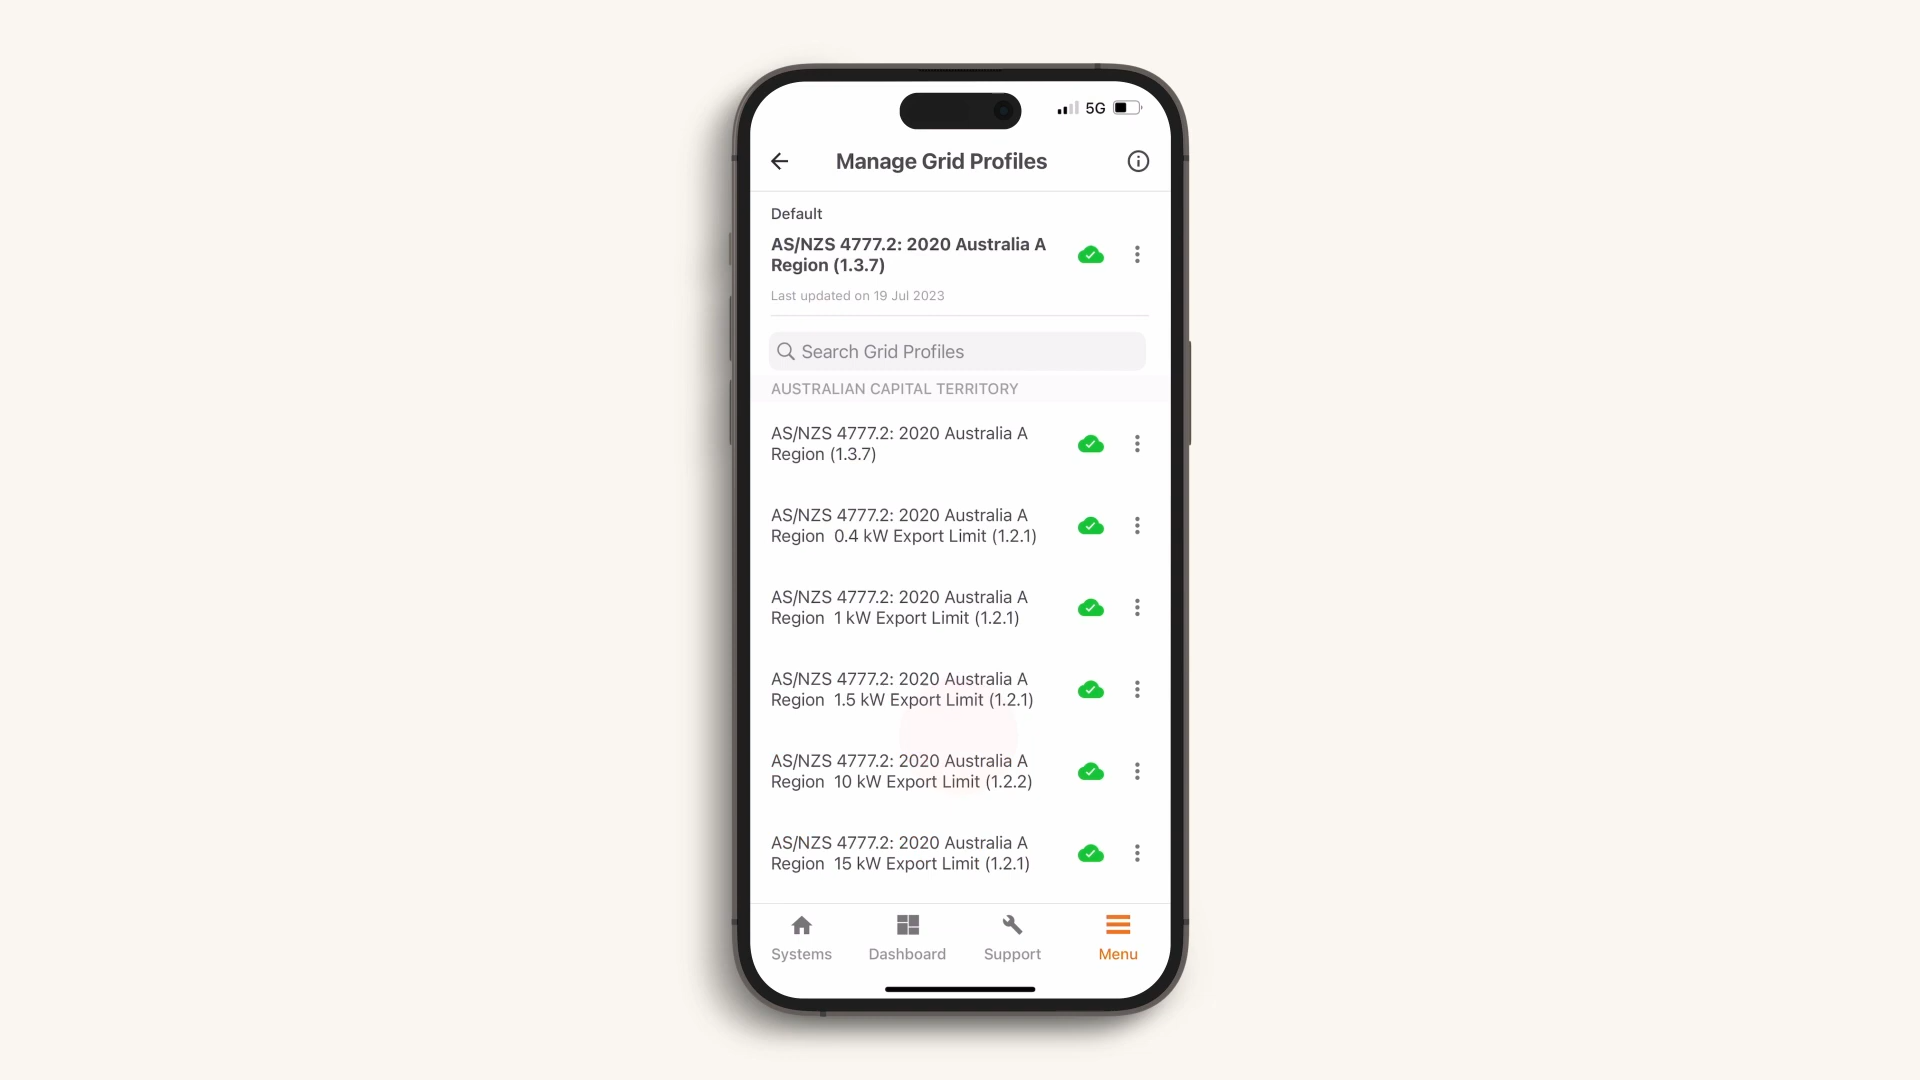 5G
Manage Grid Profiles
Default
AS/NZS 4777.2: 2020 Australia A
Region (1.3.7)
Last updated on 19 Jul 2023
Search Grid Profiles
AUSTRALIAN CAPITAL TERRITORY
AS/NZS 4777.2: 2020 Australia A
Region (1.3.7)
AS/NZS 4777.2: 2020 Australia A
Region 0.4 kW Export Limit (1.2.1)
AS/NZS 4777.2: 2020 Australia A
Region 1 kW Export Limit (1.2.1)
AS/NZS 4777.2: 2020 Australia A
Region 1.5 kW Export Limit (1.2.1)
AS/NZS 4777.2: 2020 Australia A
Region 10 kW Export Limit (1.2.2)
AS/NZS 4777.2: 2020 Australia A
Region 15 kW Export Limit (1.2.1)
Systems
Dashboard
Support
Menu